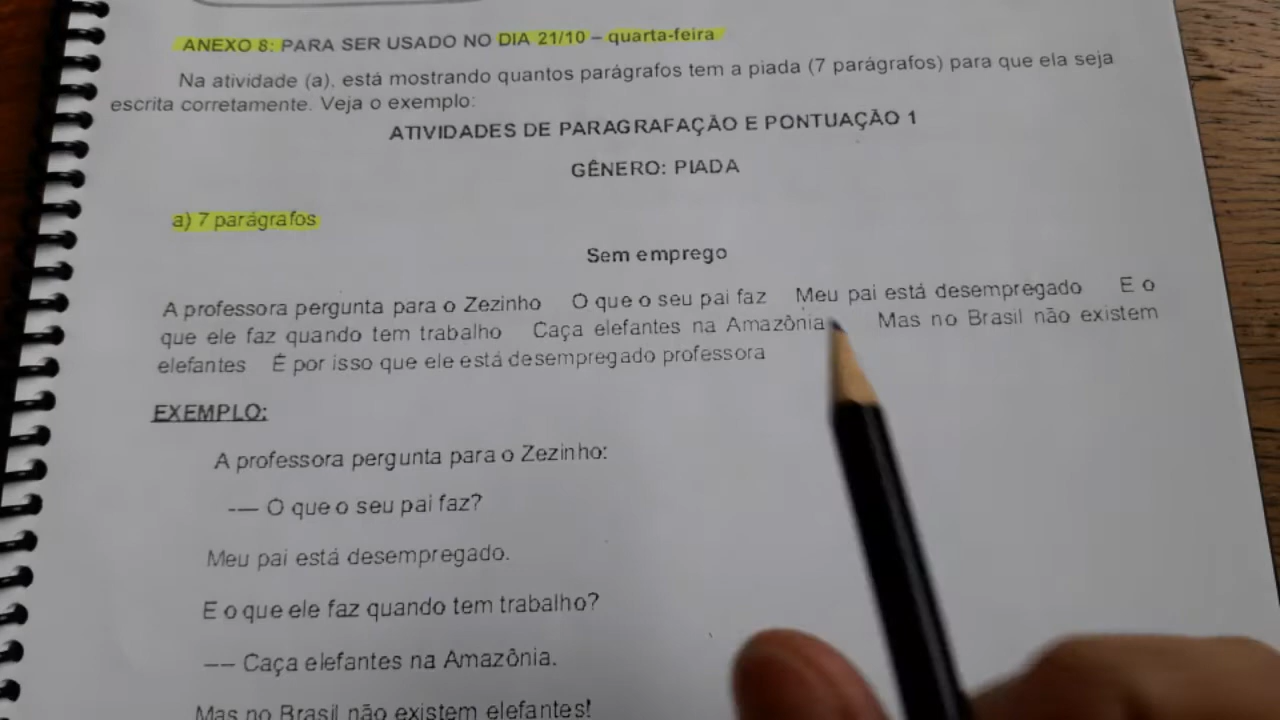 ANEXO 8: PARA SER USADO NO DIA 21/10 – quarta-feira
Na atividade (a), está mostrando quantos parágrafos tem a piada (7 parágrafos) para que ela seja
escrita corretamente. Veja o exemplo:
ATIVIDADES DE PARAGRAFAÇÃO E PONTUAÇÃO 1
GÊNERO: PIADA
a) 7 parágrafos
Sem emprego
A professora pergunta para o Zezinho O que o seu pai faz Meu pai está desempregado E o
que ele faz quando tem trabalho Caça elefantes na Amazônia Mas no Brasil não existem
elefantes É por isso que ele está desempregado professora
EXEMPLO:
A professora pergunta para o Zezinho:
–— O que o seu pai faz?
Meu pai está desempregado.
E o que ele faz quando tem trabalho?
–— Caça elefantes na Amazônia.
Mas no Brasil não existem elefantes!